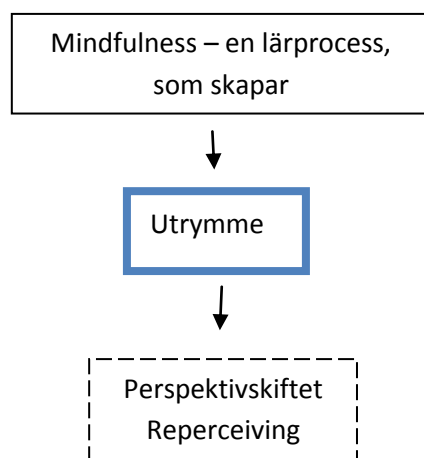 Mindfulness – en lärprocess,
som skapar
Utrymme
Perspektivskiftet
Reperceiving